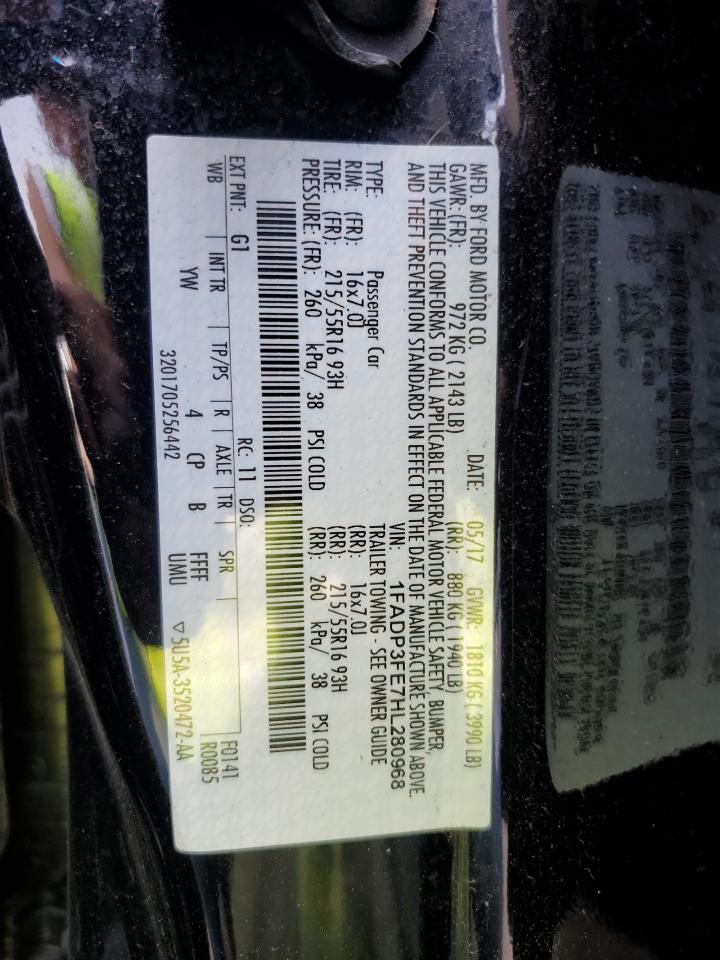 MFD. BY FORD MOTOR CO.
DATE: 05/17 GVWR: 1810 KG ( 3990 LB)
GAWR: (FR): 972 KG ( 2143 LB) (RR): 880 KG ( 1940 LB)
THIS VEHICLE CONFORMS TO ALL APPLICABLE FEDERAL MOTOR VEHICLE SAFETY, BUMPER,
AND THEFT PREVENTION STANDARDS IN EFFECT ON THE DATE OF MANUFACTURE SHOWN ABOVE.
VIN: 1FADP3FE7HL280968
TYPE: Passenger Car TRAILER TOWING - SEE OWNER GUIDE
RIM: (FR): 16x7.0J (RR): 16x7.0J
TIRE: (FR): 215/55R16 93H (RR): 215/55R16 93H
PRESSURE: (FR): 260 kPa/ 38 PSI COLD (RR): 260 kPa/ 38 PSI COLD
EXT PNT: G1 RC: 11 DSO: F0141
WB | INT TR | TP/PS | R | AXLE | TR | SPR R0085
YW 4 CP B FFF
UMU
3201705256442 ▽5U5A-3520472-AA